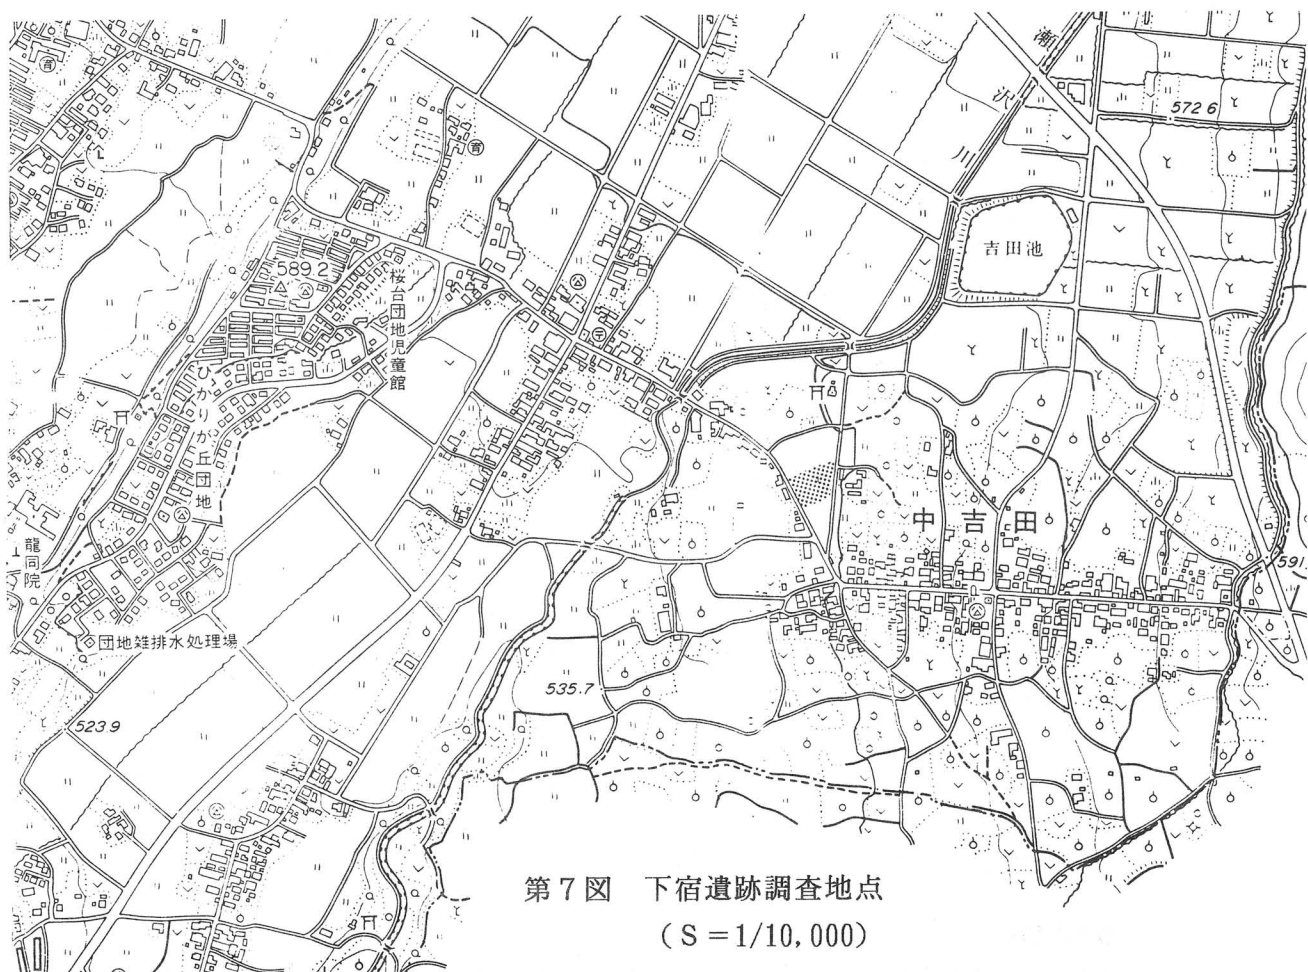 瀬沢川
572 6
吉田池
589.2
桜台団地児童館
ひかりが丘団地
中吉田
龍同院
591.
団地雑排水処理場
535.7
523.9
第7図 下宿遺跡調査地点
(S=1/10,000)